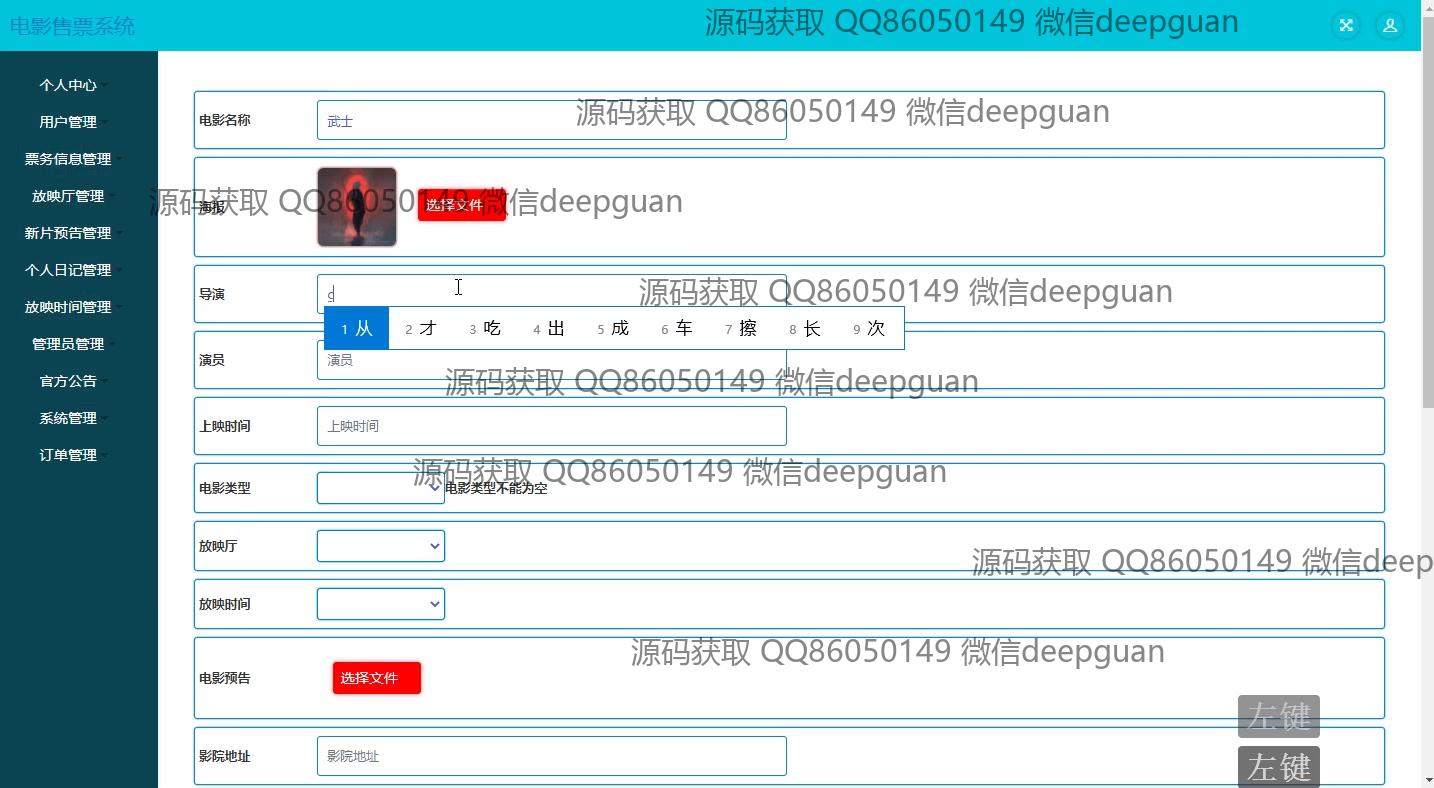 电影售票系统
源码获取 QQ86050149 微信deepguan
个人中心
用户管理
票务信息管理
放映厅管理
新片预告管理
个人日记管理
放映时间管理
管理员管理
官方公告
系统管理
订单管理
电影名称 武士
源码获取 QQ86050149 微信deepguan
海报 选择文件
源码获取 QQ86050149 微信deepguan
导演 c
源码获取 QQ86050149 微信deepguan
1 从 2 才 3 吃 4 出 5 成 6 车 7 擦 8 长 9 次
演员 演员
源码获取 QQ86050149 微信deepguan
上映时间 上映时间
源码获取 QQ86050149 微信deepguan
电影类型 电影类型不能为空
放映厅
源码获取 QQ86050149 微信deep
放映时间
源码获取 QQ86050149 微信deepguan
电影预告 选择文件
左键
影院地址 影院地址
左键